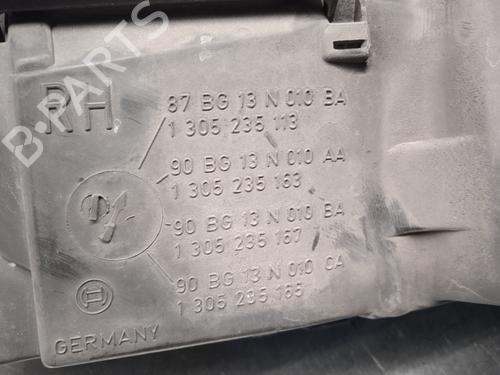 B-PARTS
RH
87 BG 13 N 010 BA
1 305 235 113
90 BG 13 N 010 AA
1 305 235 163
90 BG 13 N 010 BA
1 305 235 167
90 BG 13 N 010 CA
1 305 235 165
GERMANY